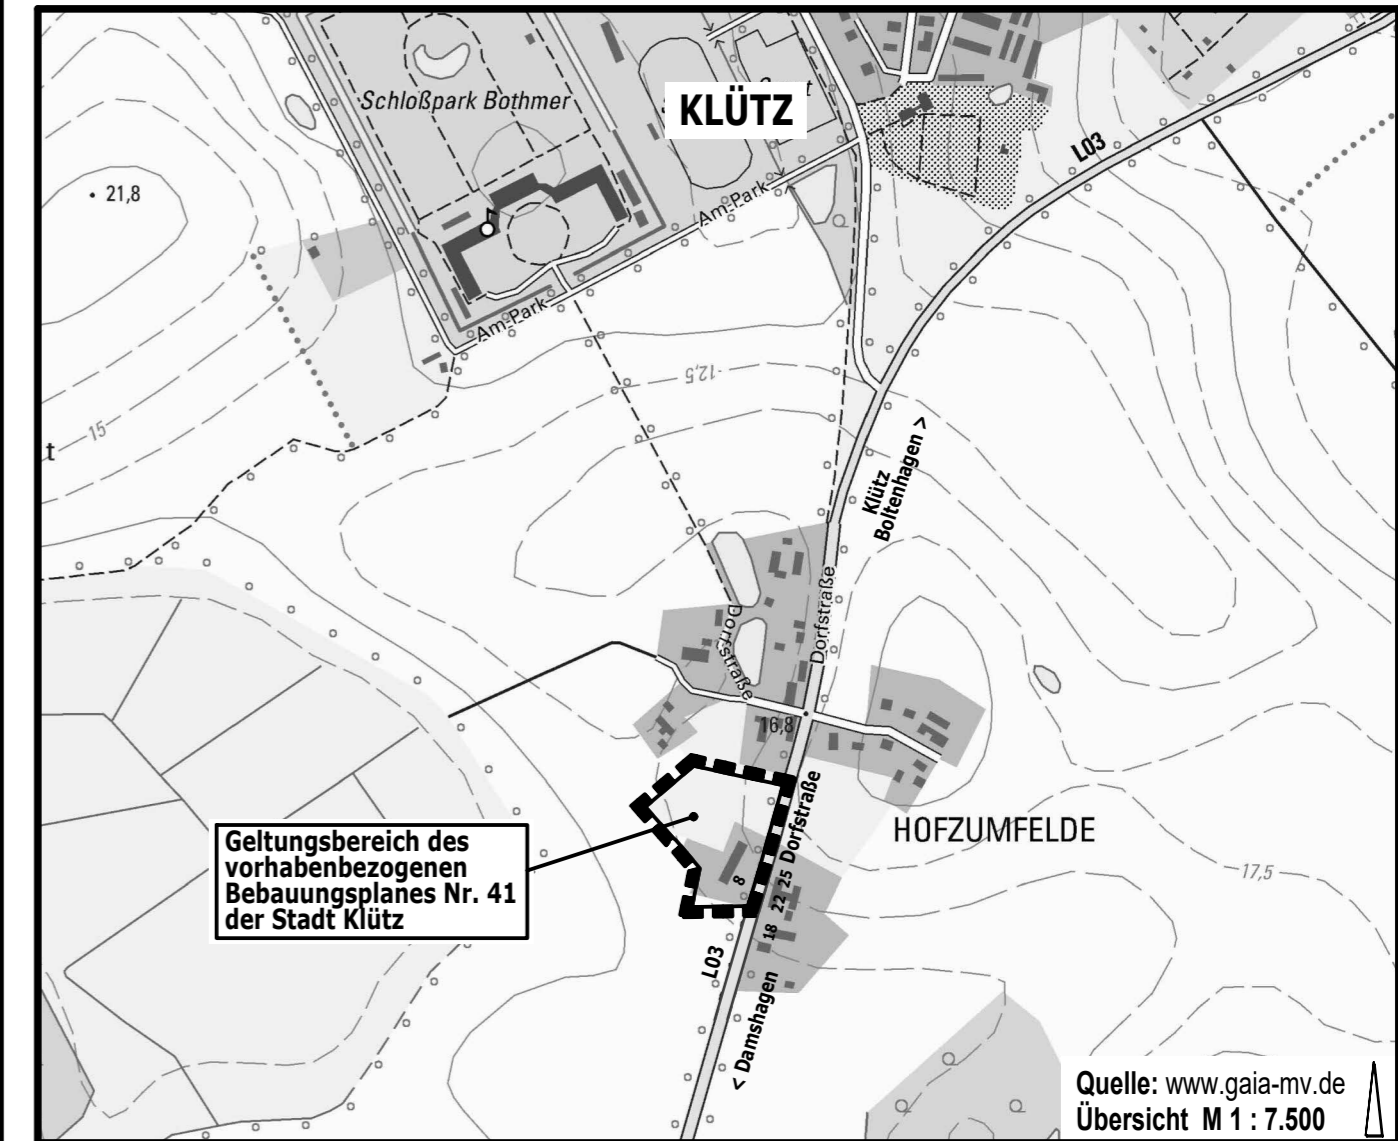 Schloßpark Bothmer
KLÜTZ
L03
21,8
Am-Park
Am-Park
12,5
15
t
Klütz
Boltenhagen >
Dorfstraße
Dorfstraße
16,8
Dorfstraße
HOFZUMFELDE
Geltungsbereich des
vorhabenbezogenen
Bebauungsplanes Nr. 41
der Stadt Klütz
8
25
22
18
17,5
L03
< Damshagen
Quelle: www.gaia-mv.de
Übersicht M 1 : 7.500